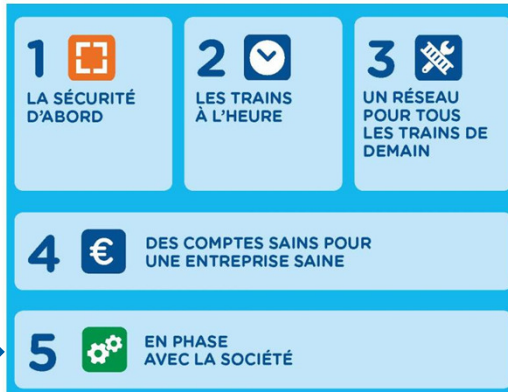 1
LA SÉCURITÉ
D'ABORD
2
LES TRAINS
À L'HEURE
3
UN RÉSEAU
POUR TOUS
LES TRAINS DE
DEMAIN
4 €
DES COMPTES SAINS POUR
UNE ENTREPRISE SAINE
5
EN PHASE
AVEC LA SOCIÉTÉ